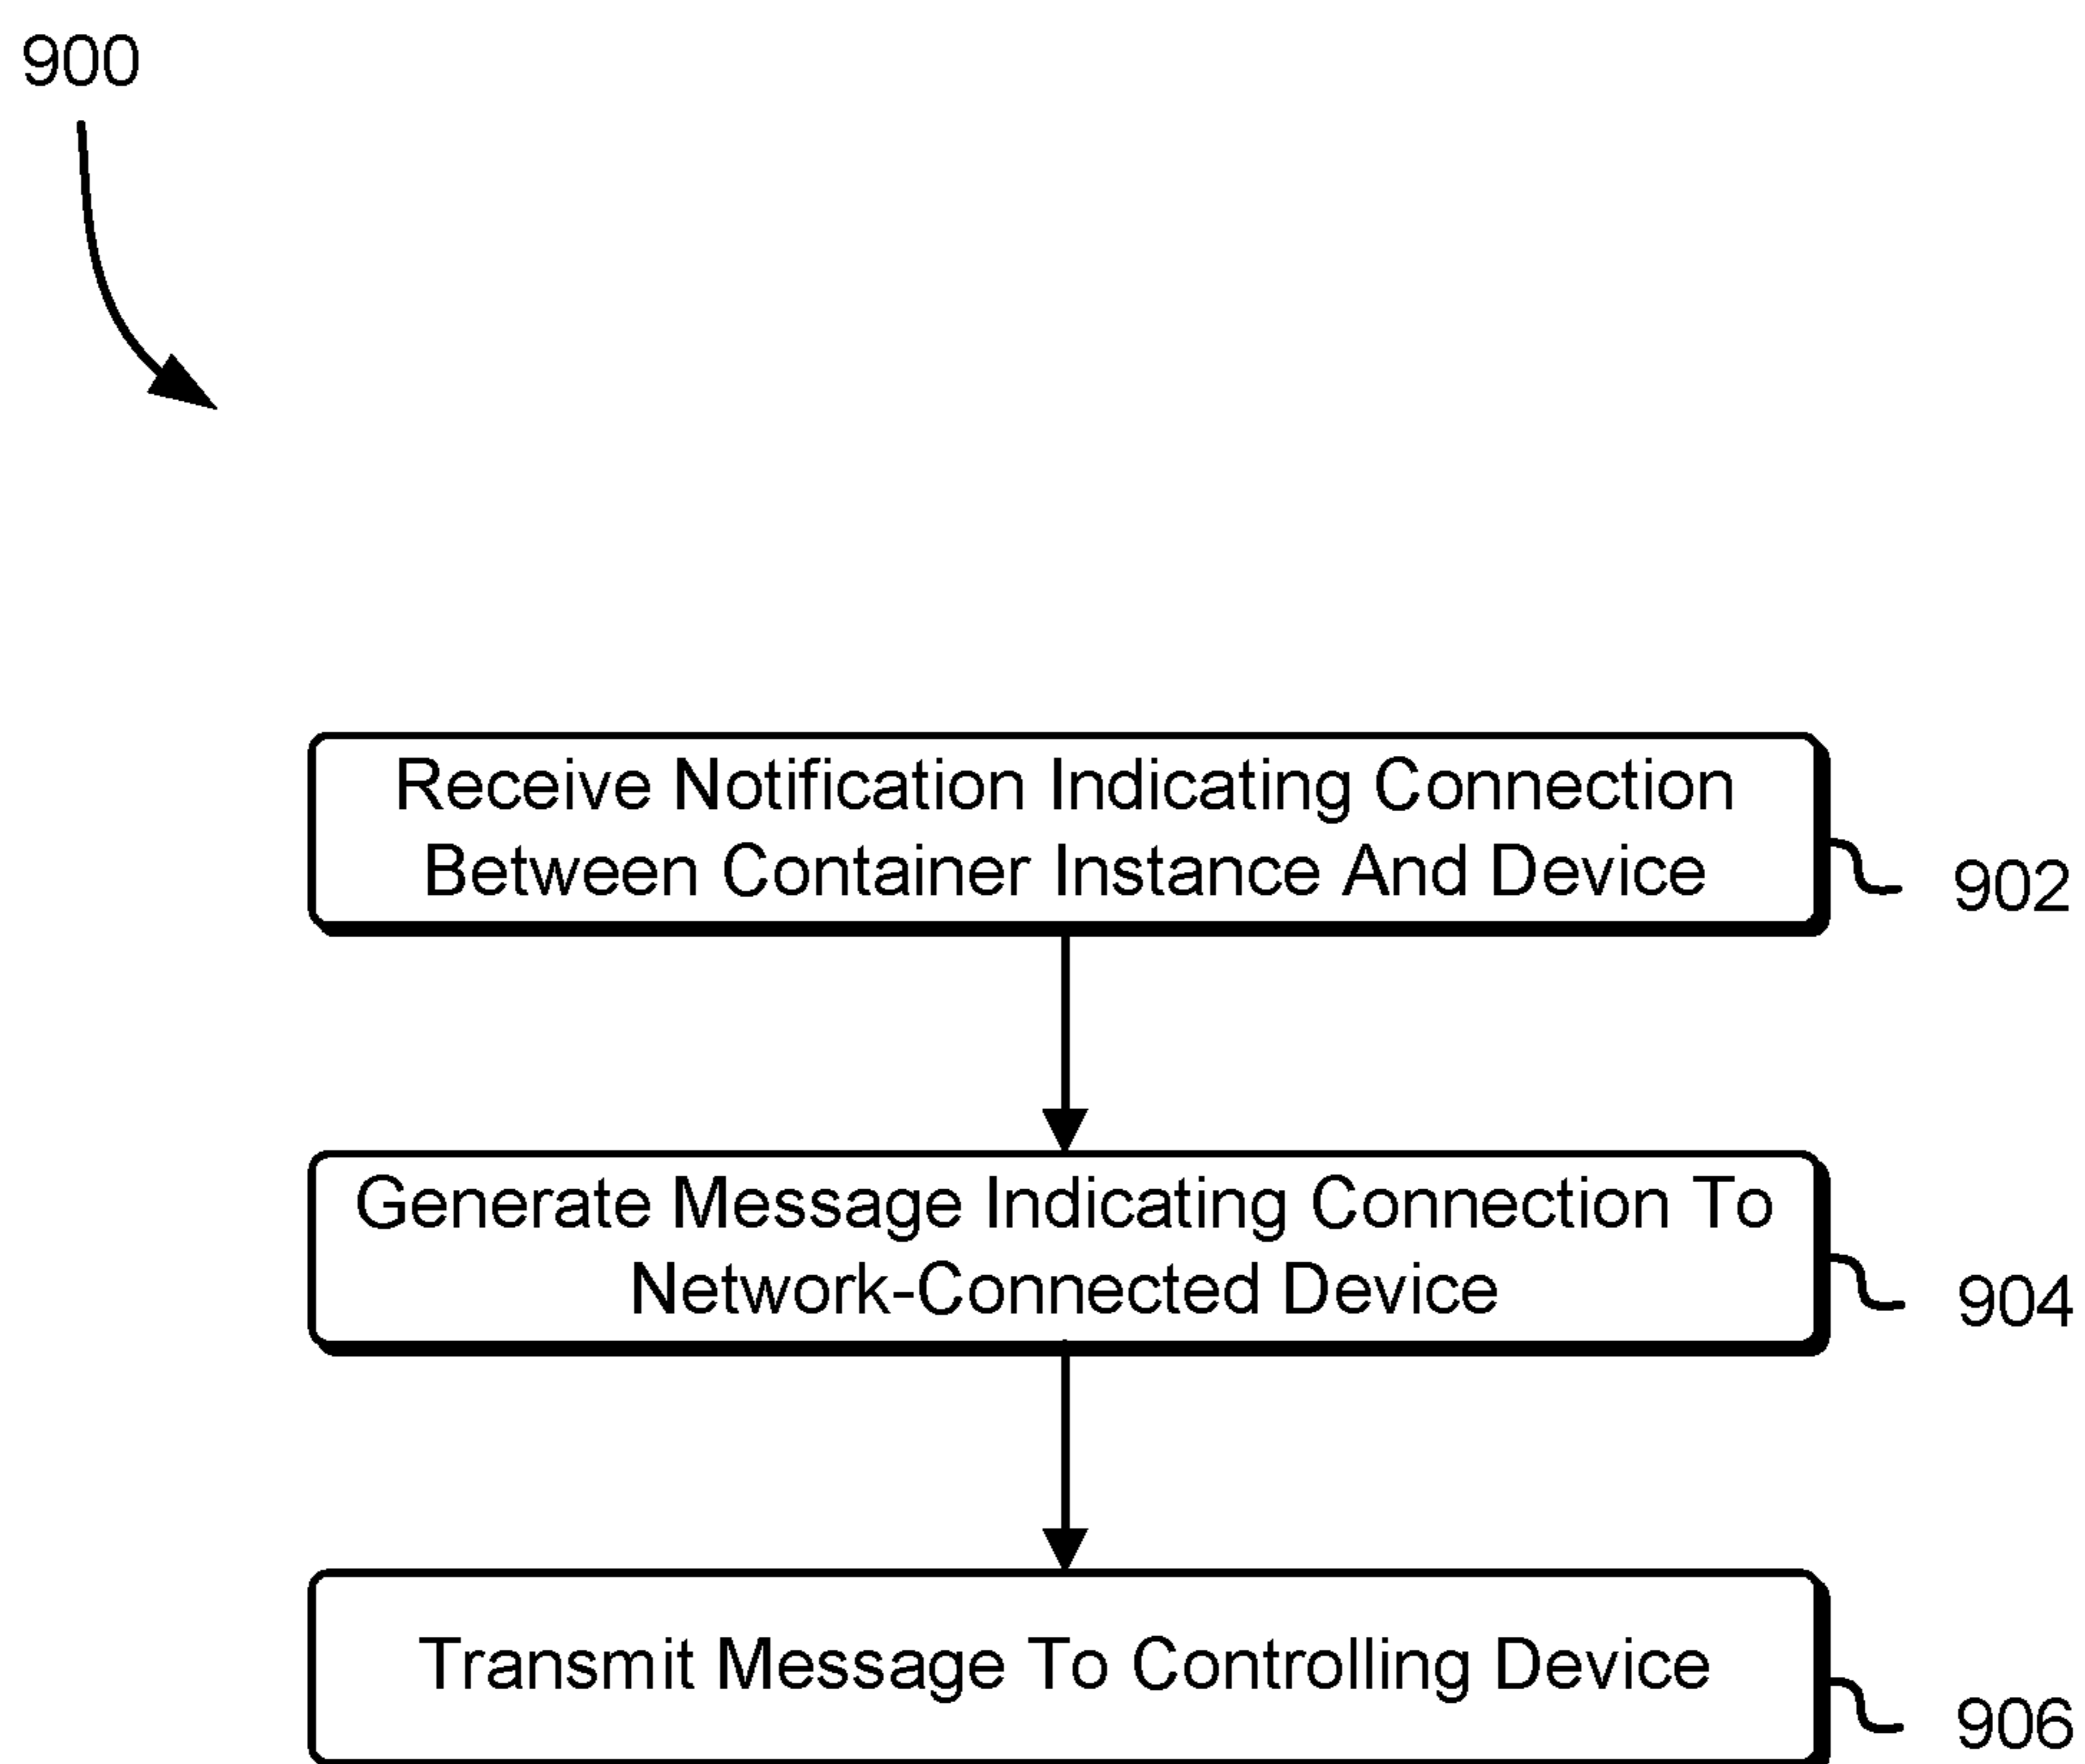 900
Receive Notification Indicating Connection
Between Container Instance And Device
902
Generate Message Indicating Connection To
Network-Connected Device
904
Transmit Message To Controlling Device
906